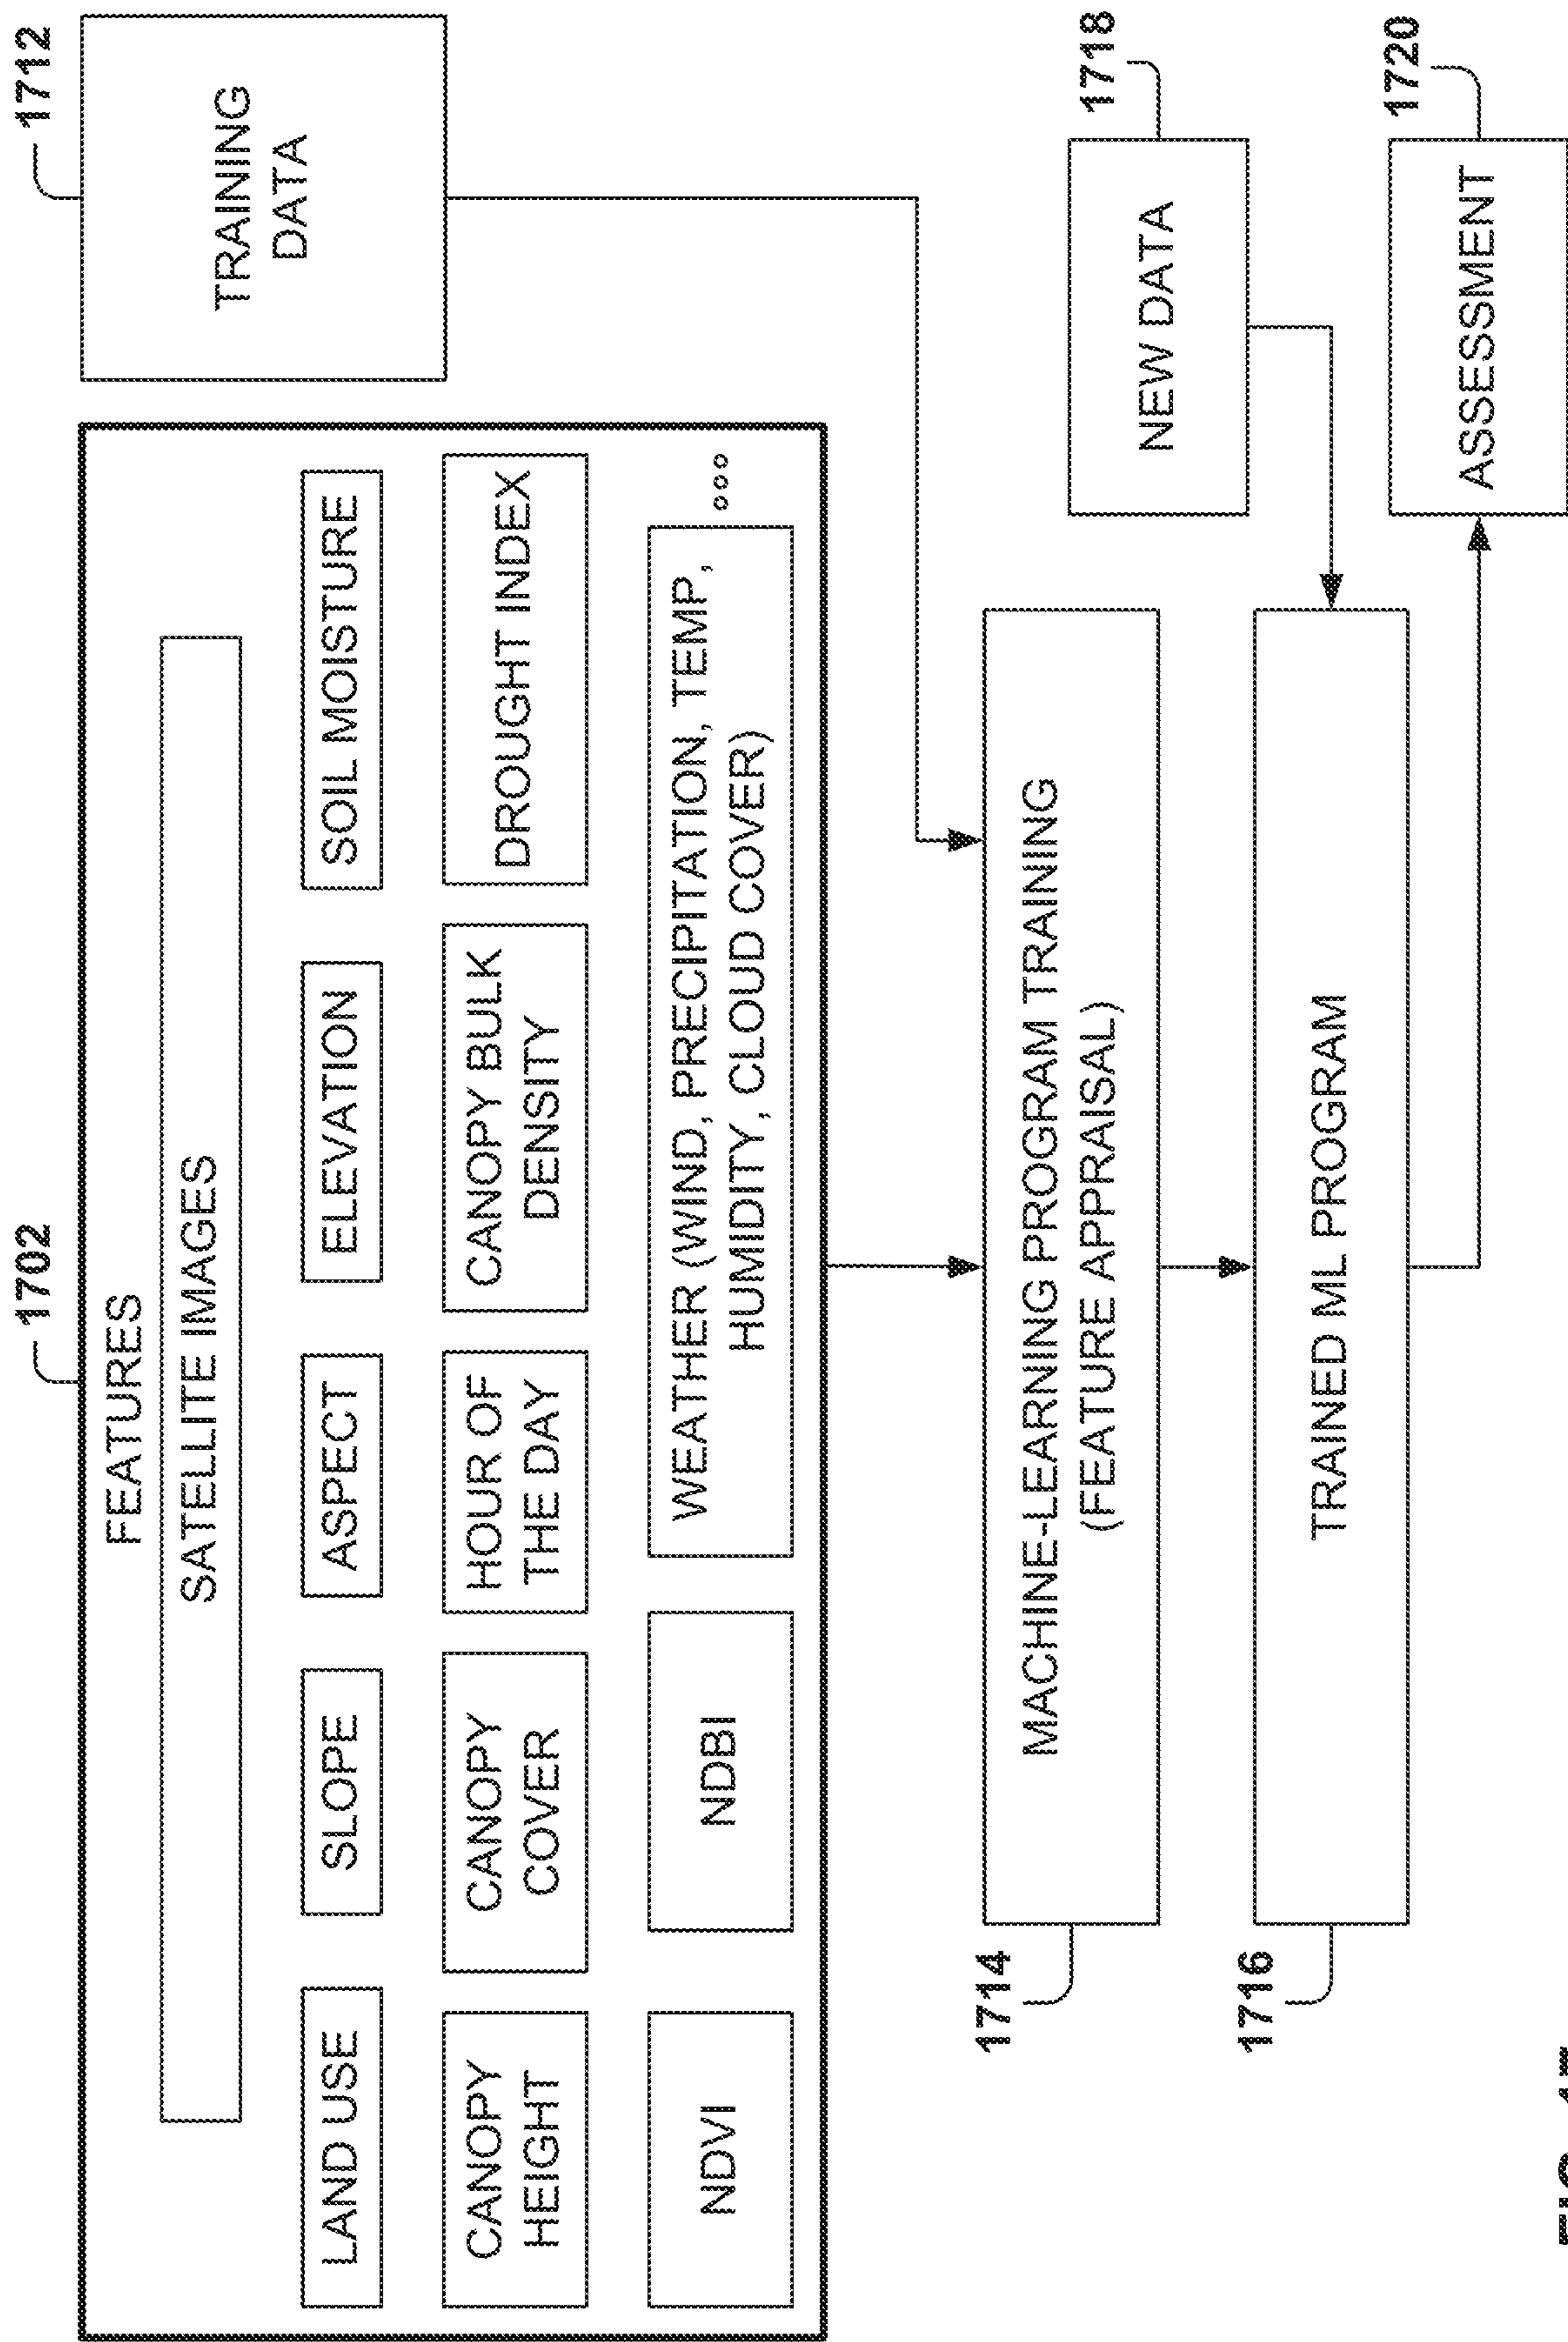 1702
1712
FEATURES
SATELLITE IMAGES
LAND USE
SLOPE
ASPECT
ELEVATION
SOIL MOISTURE
CANOPY
HEIGHT
CANOPY
COVER
HOUR OF
THE DAY
CANOPY BULK
DENSITY
DROUGHT INDEX
NDVI
NDBI
WEATHER (WIND, PRECIPITATION, TEMP,
HUMIDITY, CLOUD COVER)
TRAINING
DATA
1714
MACHINE-LEARNING PROGRAM TRAINING
(FEATURE APPRAISAL)
NEW DATA
1718
1716
TRAINED ML PROGRAM
ASSESSMENT
1720